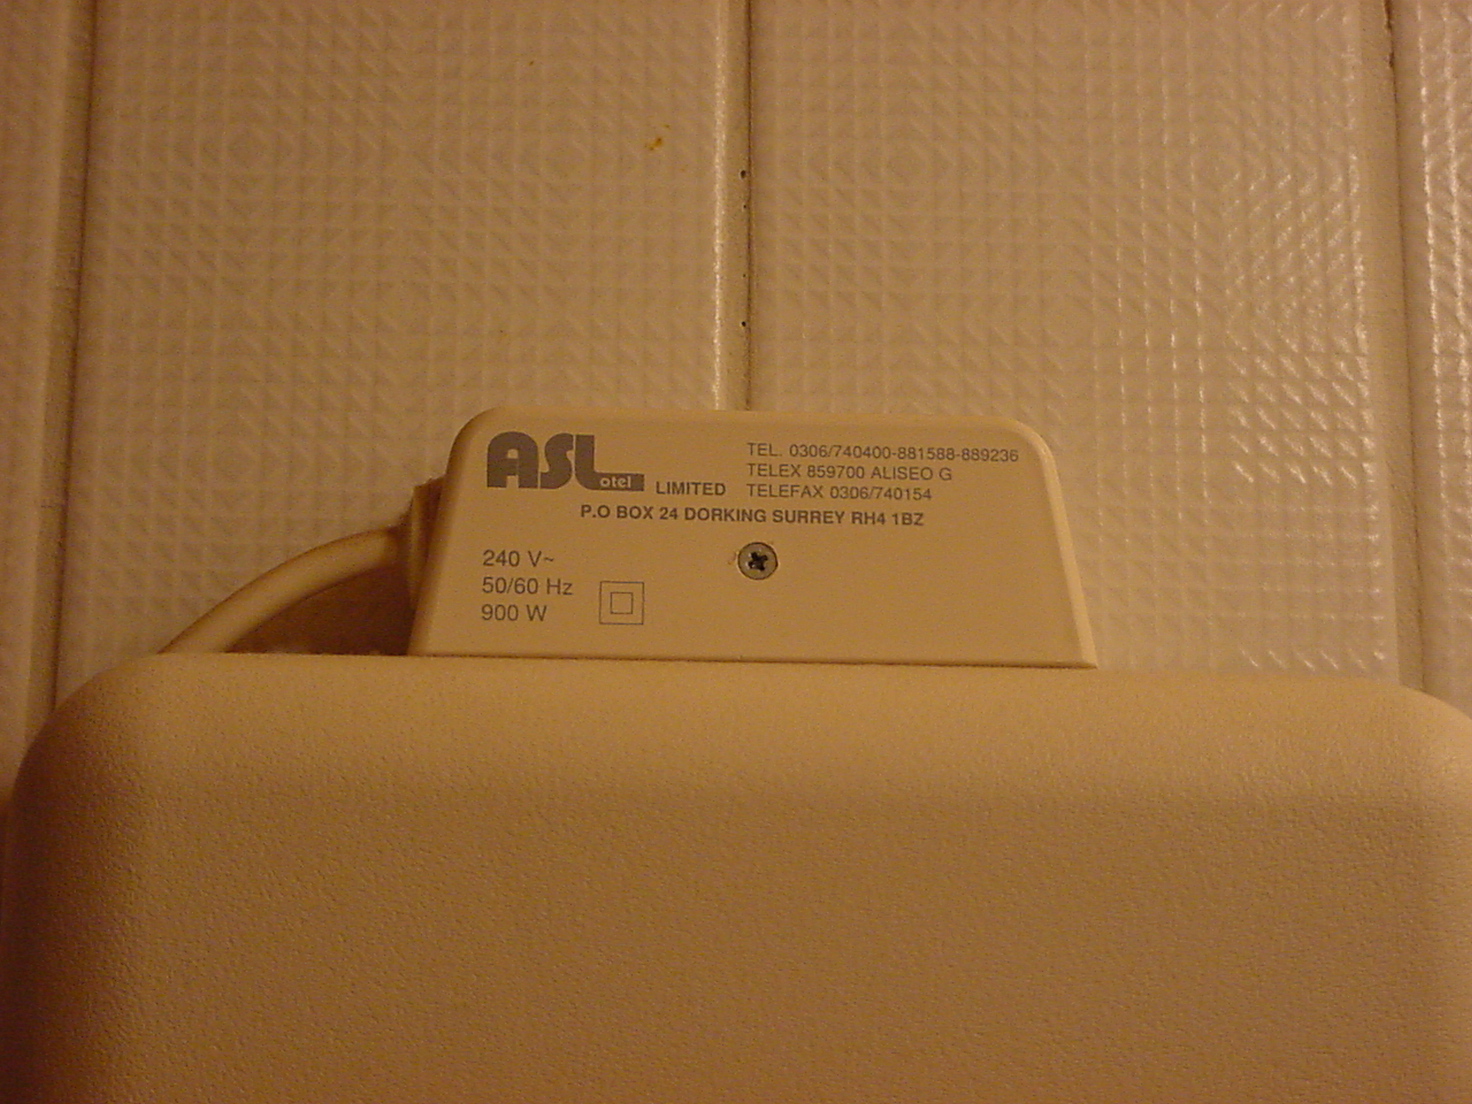 ASL
otel LIMITED
TEL. 0306/740400-881588-889236
TELEX 859700 ALISEO G
TELEFAX 0306/740154
P.O BOX 24 DORKING SURREY RH4 1BZ
240 V~
50/60 Hz
900 W